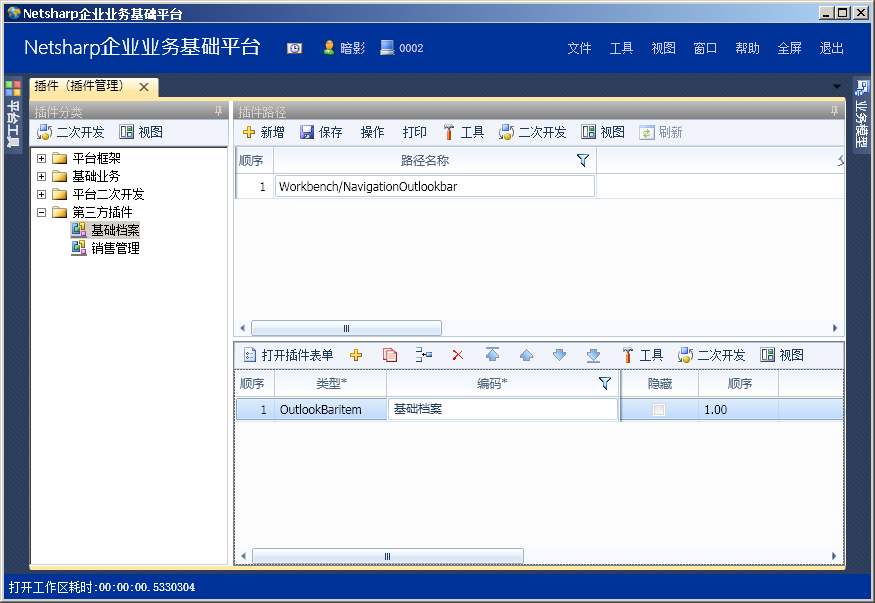 Netsharp企业业务基础平台
Netsharp企业业务基础平台 暗影 0002 文件 工具 视图 窗口 帮助 全屏 退出
平台工具
插件（插件管理）
业务模型
插件分类
二次开发 视图
平台框架
基础业务
平台二次开发
第三方插件
基础档案
销售管理
插件路径
新增 保存 操作 打印 工具 二次开发 视图 刷新
顺序 路径名称
1 Workbench/NavigationOutlookbar
打开插件表单 工具 二次开发 视图
顺序 类型* 编码* 隐藏 顺序
1 OutlookBaritem 基础档案 1.00
打开工作区耗时:00:00:00.5330304